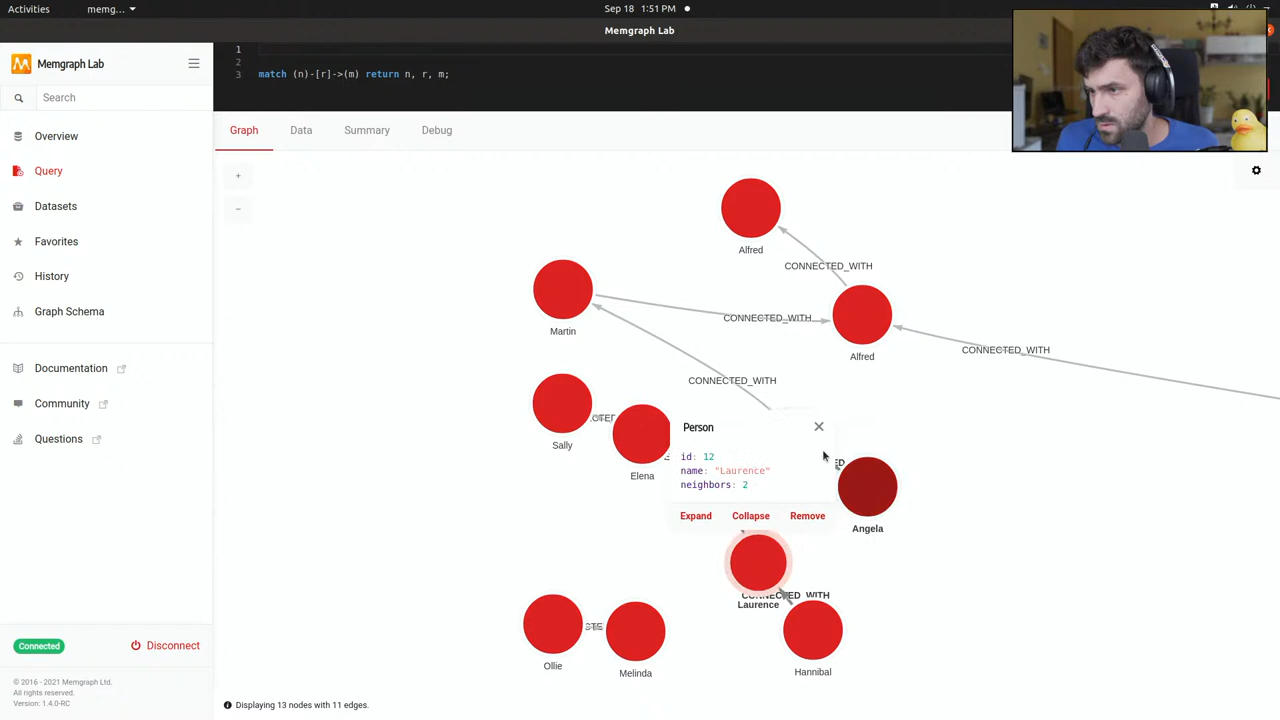 Activities
memg...
Sep 18 1:51 PM
Memgraph Lab
Memgraph Lab
Search
Overview
Query
Datasets
Favorites
History
Graph Schema
Documentation
Community
Questions
Connected
Disconnect
© 2016 - 2021 Memgraph Ltd.
All rights reserved.
Version: 1.4.0-RC
1
2
3 match (n)-[r]->(m) return n, r, m;
Graph Data Summary Debug
+
-
Alfred
CONNECTED_WITH
Martin
CONNECTED_WITH
Alfred
CONNECTED_WITH
CONNECTED_WITH
Sally
Elena
Person
id: 12
name: "Laurence"
neighbors: 2
Expand Collapse Remove
Angela
CONNECTED_WITH
Laurence
Hannibal
Ollie
Melinda
Displaying 13 nodes with 11 edges.